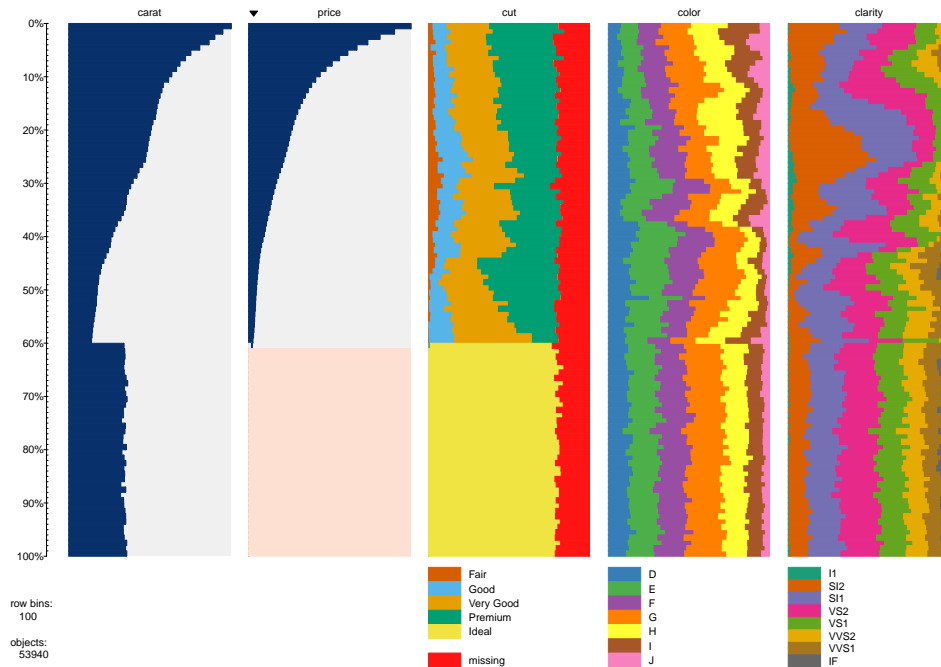 carat
price
cut
color
clarity
0%
10%
20%
30%
40%
50%
60%
70%
80%
90%
100%
row bins:
100
objects:
53940
Fair
Good
Very Good
Premium
Ideal
missing
D
E
F
G
H
I
J
I1
SI2
SI1
VS2
VS1
VVS2
VVS1
IF